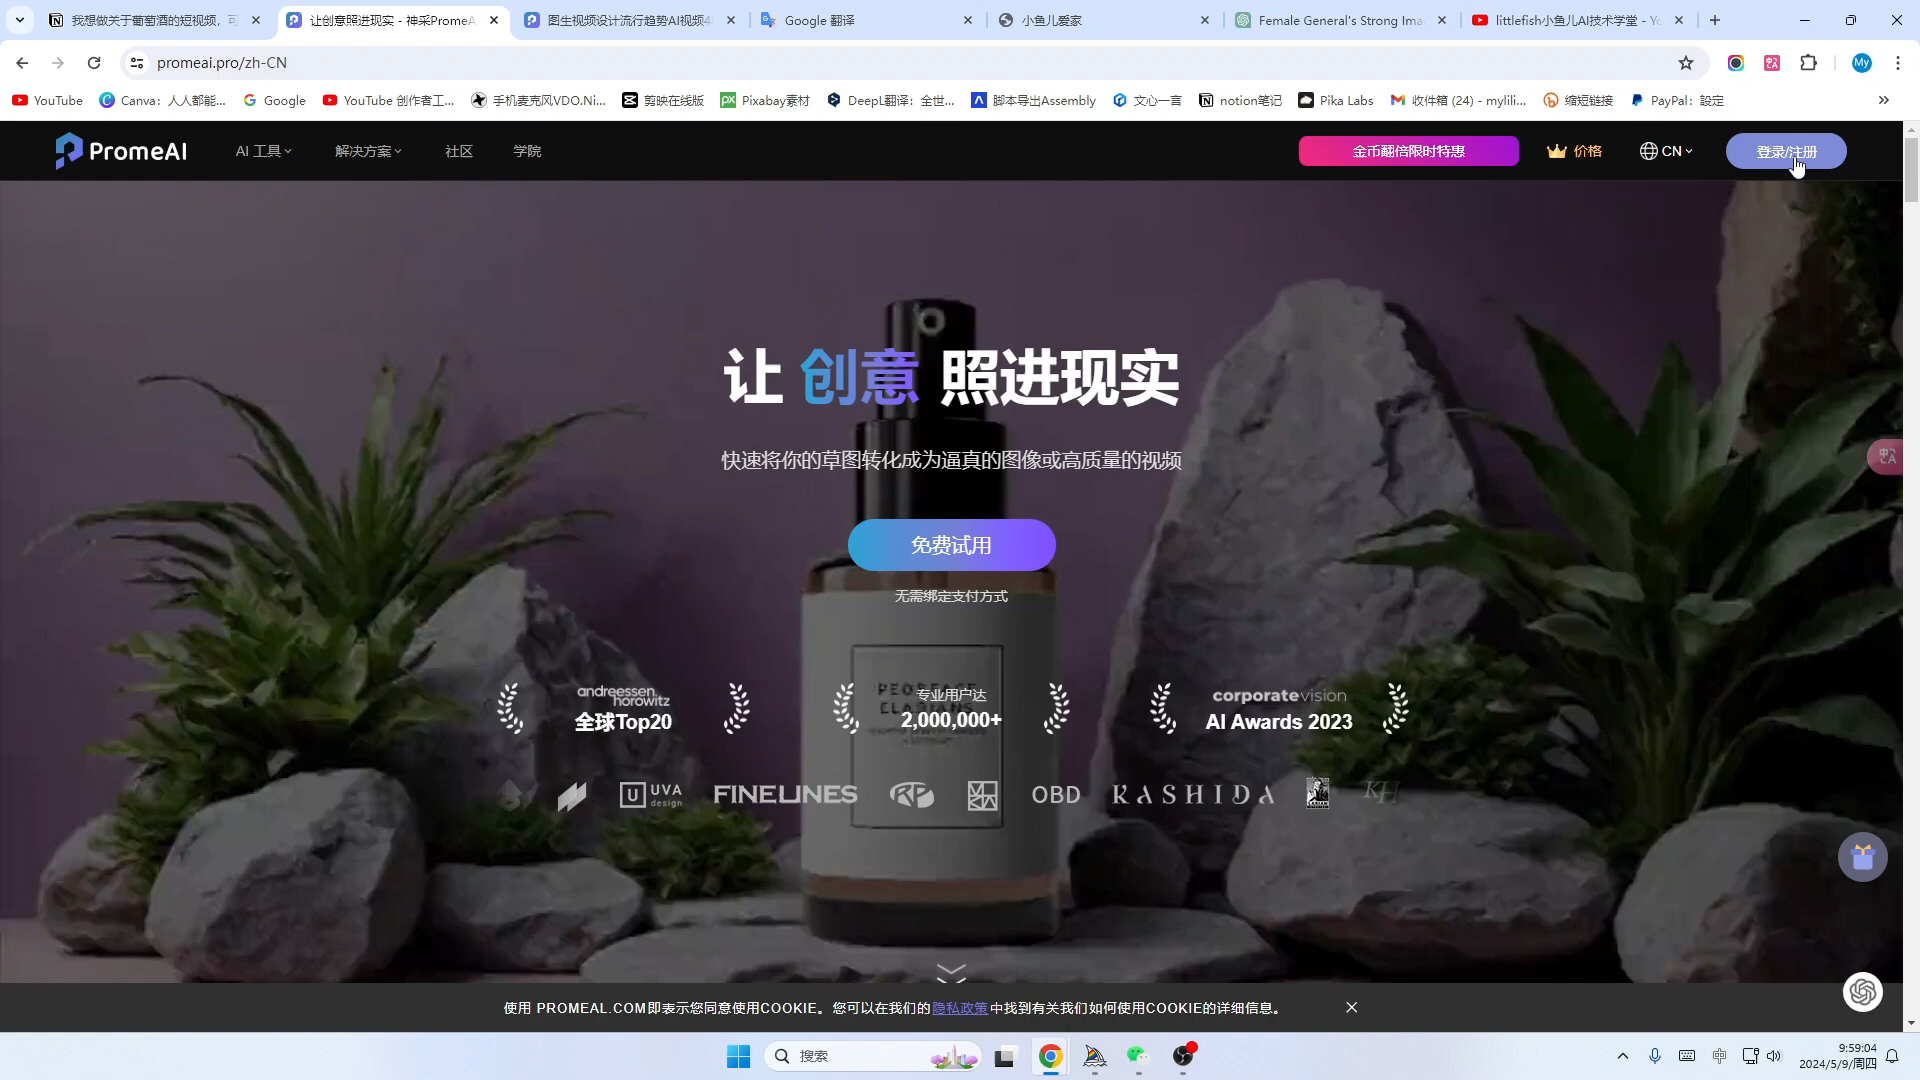 我想做关于葡萄酒的短视频，可
让创意照进现实 - 神采PromeA
图生视频设计流行趋势AI视频4
Google 翻译
小鱼儿爱家
Female General's Strong Ima
littlefish小鱼儿AI技术学堂 - Yo
promeai.pro/zh-CN
My
YouTube
Canva：人人都能...
Google
YouTube 创作者工...
手机麦克风VDO.Ni...
剪映在线版
Pixabay素材
DeepL翻译：全世...
脚本导出Assembly
文心一言
notion笔记
Pika Labs
收件箱 (24) - mylili...
缩短链接
PayPal：設定
PromeAI
AI 工具
解决方案
社区
学院
金币翻倍限时特惠
价格
CN
登录/注册
让 创意 照进现实
快速将你的草图转化成为逼真的图像或高质量的视频
免费试用
无需绑定支付方式
andreessen.
horowitz
全球Top20
专业用户达
2,000,000+
corporatevision
AI Awards 2023
UVA
design
FINELINES
OBD
KASHIDA
KH
使用 PROMEAL.COM即表示您同意使用COOKIE。您可以在我们的隐私政策中找到有关我们如何使用COOKIE的详细信息。
搜索
中
9:59:04
2024/5/9/周四